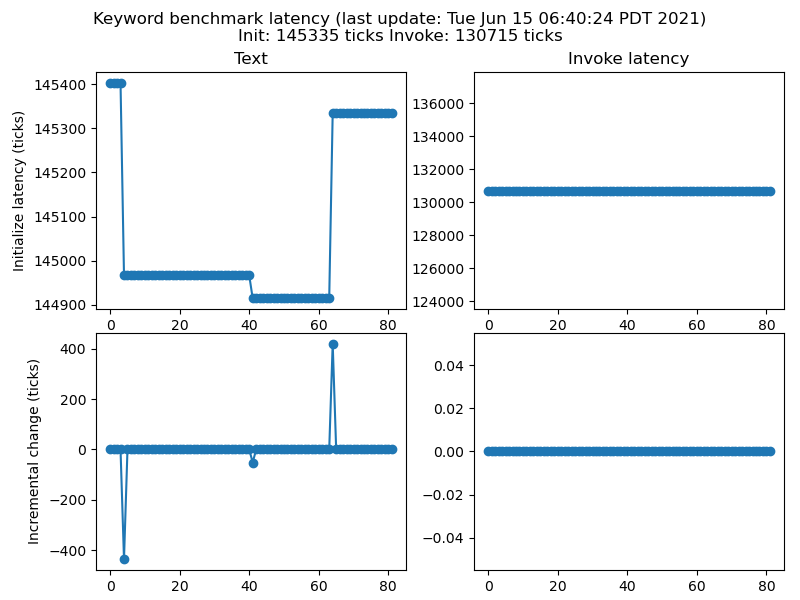 Keyword benchmark latency (last update: Tue Jun 15 06:40:24 PDT 2021)
Init: 145335 ticks Invoke: 130715 ticks
Text
Invoke latency
Initialize latency (ticks)
145400
145300
145200
145100
145000
144900
0 20 40 60 80
136000
134000
132000
130000
128000
126000
124000
0 20 40 60 80
Incremental change (ticks)
400
200
0
−200
−400
0 20 40 60 80
0.04
0.02
0.00
−0.02
−0.04
0 20 40 60 80